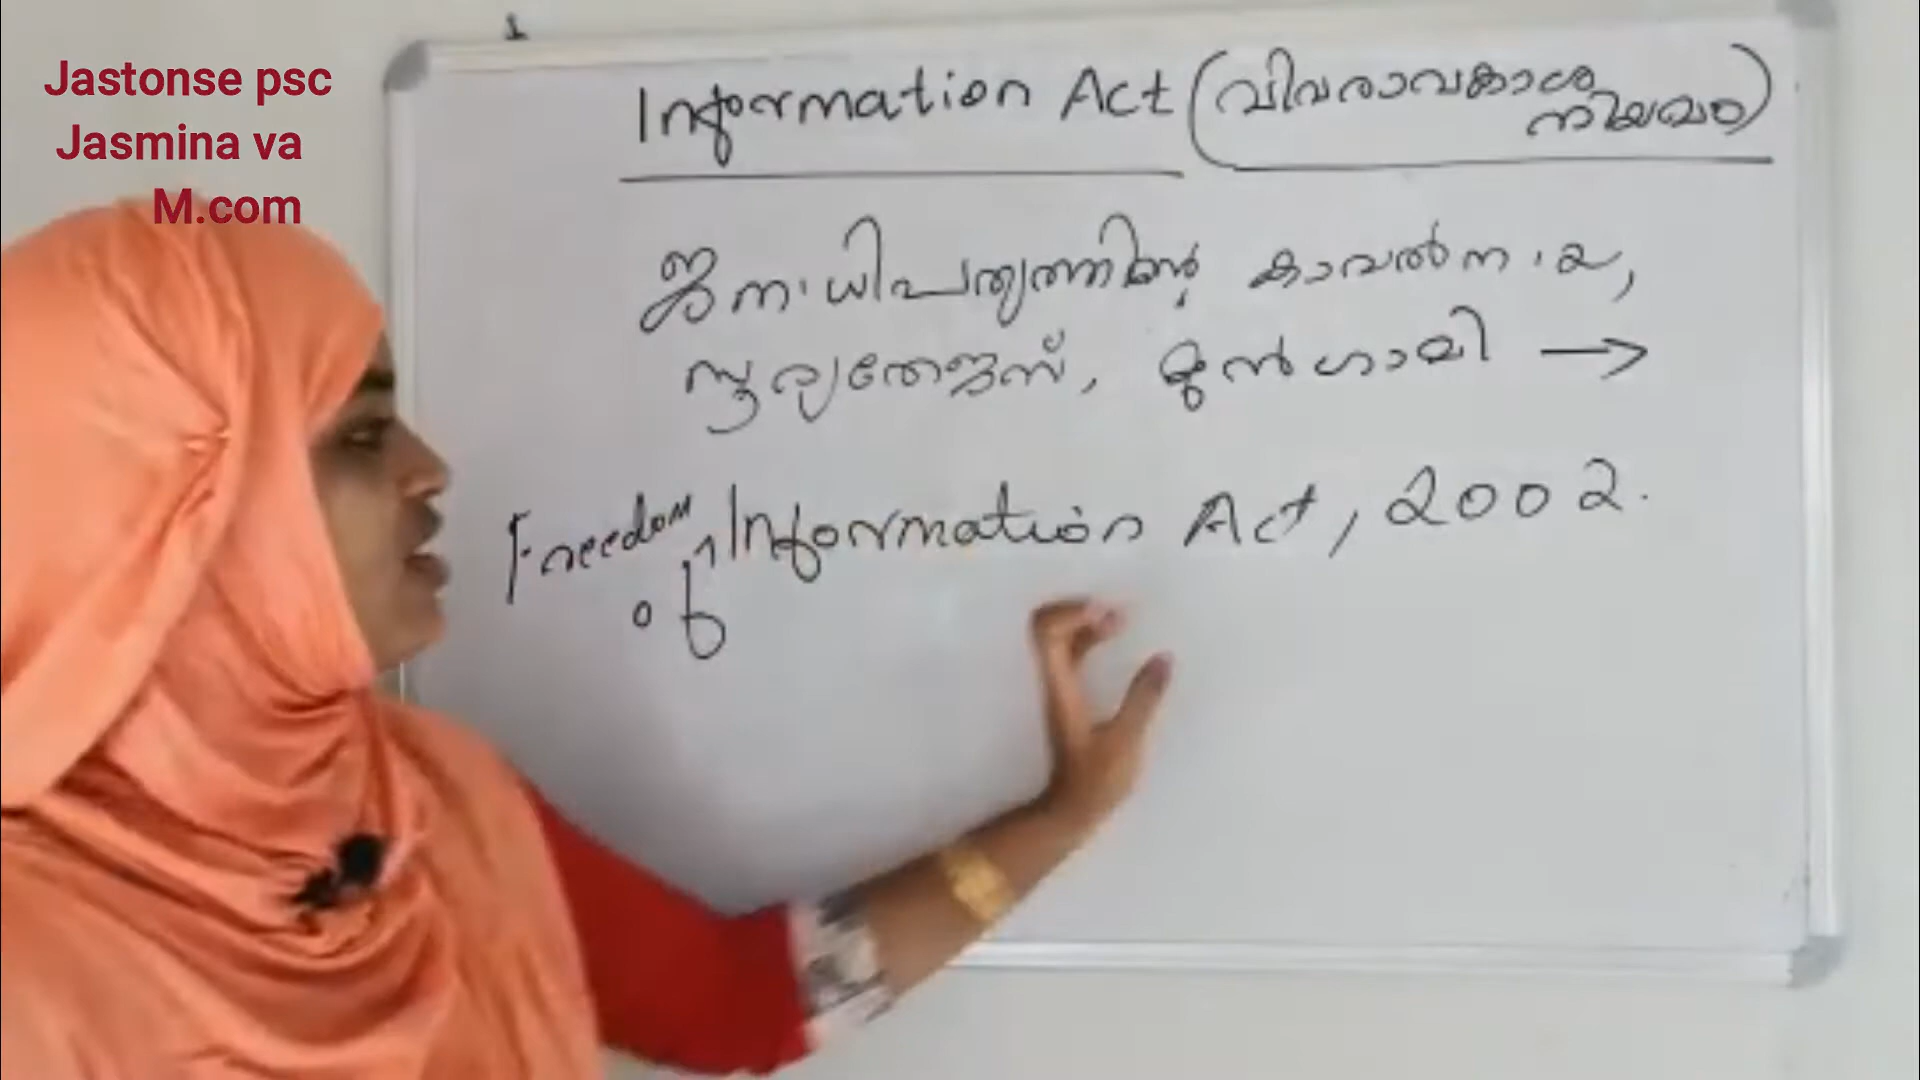 Jastonse psc
Jasmina va
M.com
Information Act (വിവരാവകാശ
നിയമം)
ജനാധിപത്യത്തിന്റെ കാവൽനായ,
സൂര്യതേജസ്, മുൻഗാമി →
Freedom of Information Act, 2002.